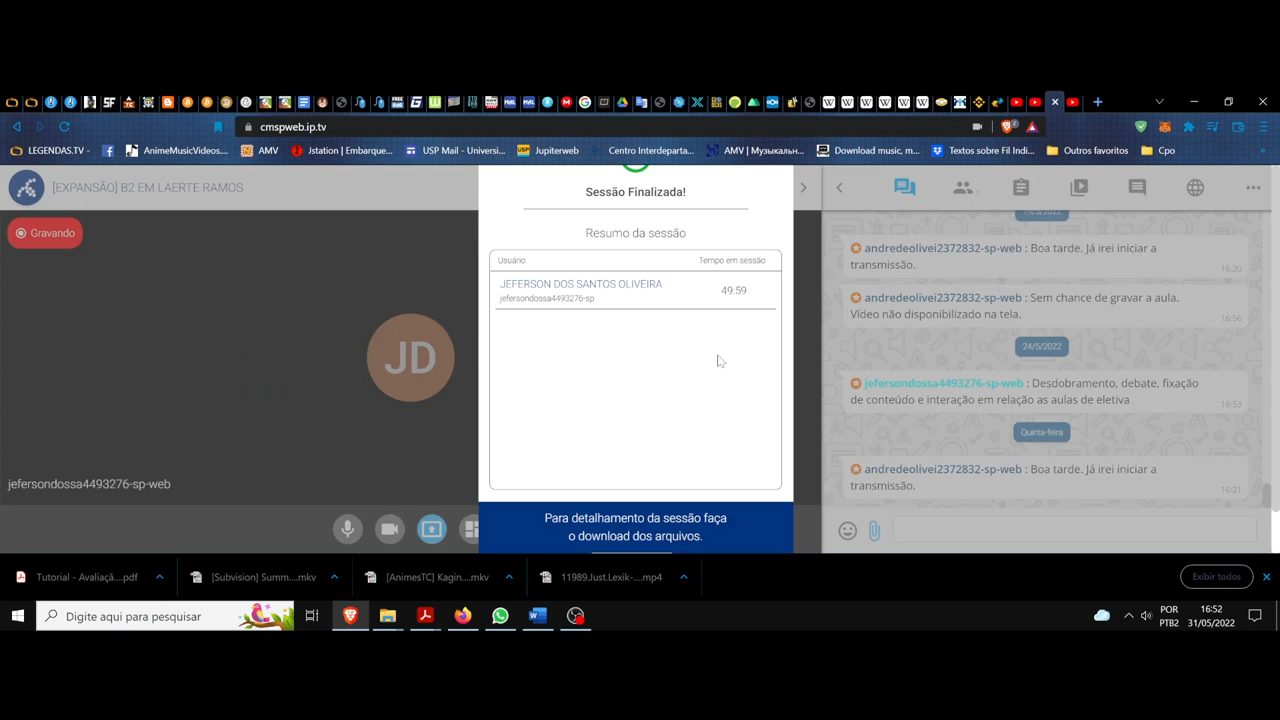 cmspweb.ip.tv
2
LEGENDAS.TV
AnimeMusicVideos...
AMV
Jstation | Embarque...
USP Mail - Universi...
Jupiterweb
Centro Interdeparta...
AMV | Музыкальн...
Download music, m...
Textos sobre Fil Indi...
Outros favoritos
Cpo
[EXPANSÃO] B2 EM LAERTE RAMOS
Gravando
JD
jefersondossa4493276-sp-web
Sessão Finalizada!
Resumo da sessão
Usuário
Tempo em sessão
JEFERSON DOS SANTOS OLIVEIRA
49:59
jefersondossa4493276-sp
Para detalhamento da sessão faça
o download dos arquivos.
19/5/2022
andredeolivei2372832-sp-web : Boa tarde. Já irei iniciar a
transmissão.
16:20
andredeolivei2372832-sp-web : Sem chance de gravar a aula.
Vídeo não disponibilizado na tela.
16:56
24/5/2022
jefersondossa4493276-sp-web : Desdobramento, debate, fixação
de conteúdo e interação em relação as aulas de eletiva
16:53
Quinta-feira
andredeolivei2372832-sp-web : Boa tarde. Já irei iniciar a
transmissão.
16:21
Tutorial - Avaliaçã....pdf
[Subvision] Summ....mkv
[AnimesTC] Kagin....mkv
11989.Just.Lexik-....mp4
Exibir todos
Digite aqui para pesquisar
POR
PTB2
16:52
31/05/2022